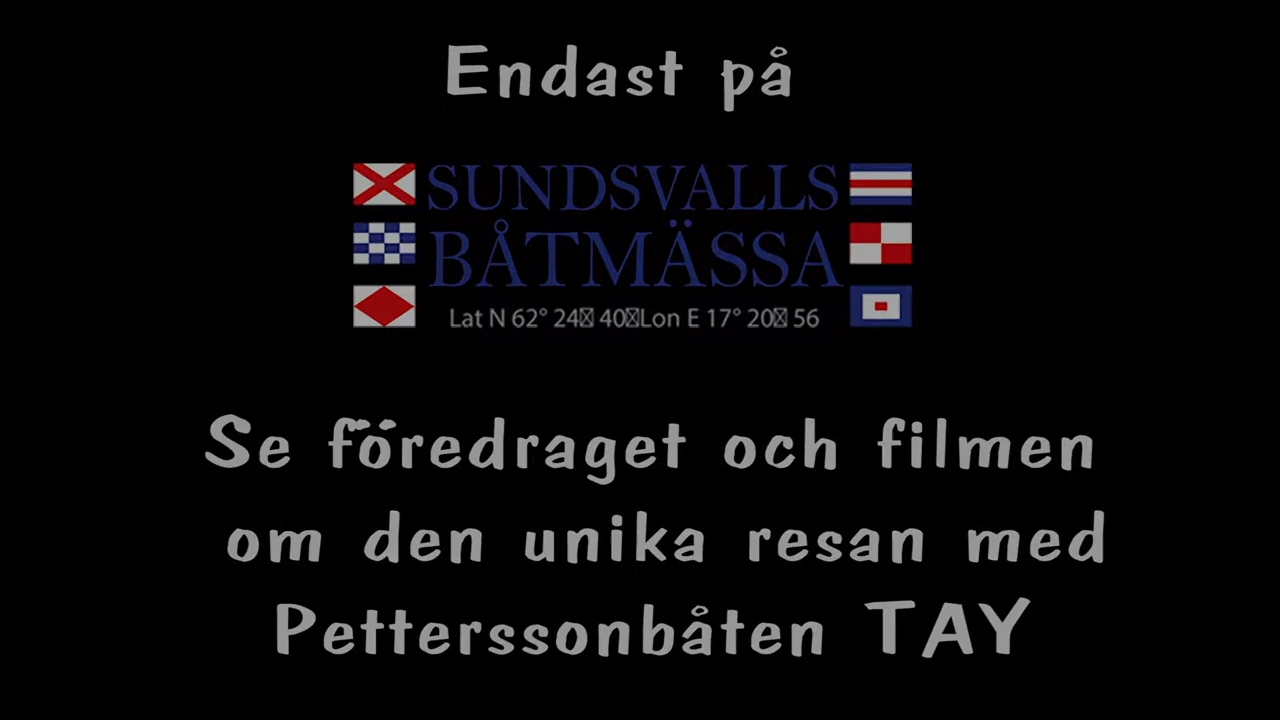 Endast på
SUNDSVALLS
BÅTMÄSSA
Lat N 62° 24 40 Lon E 17° 20 56
Se föredraget och filmen
om den unika resan med
Petterssonbåten TAY